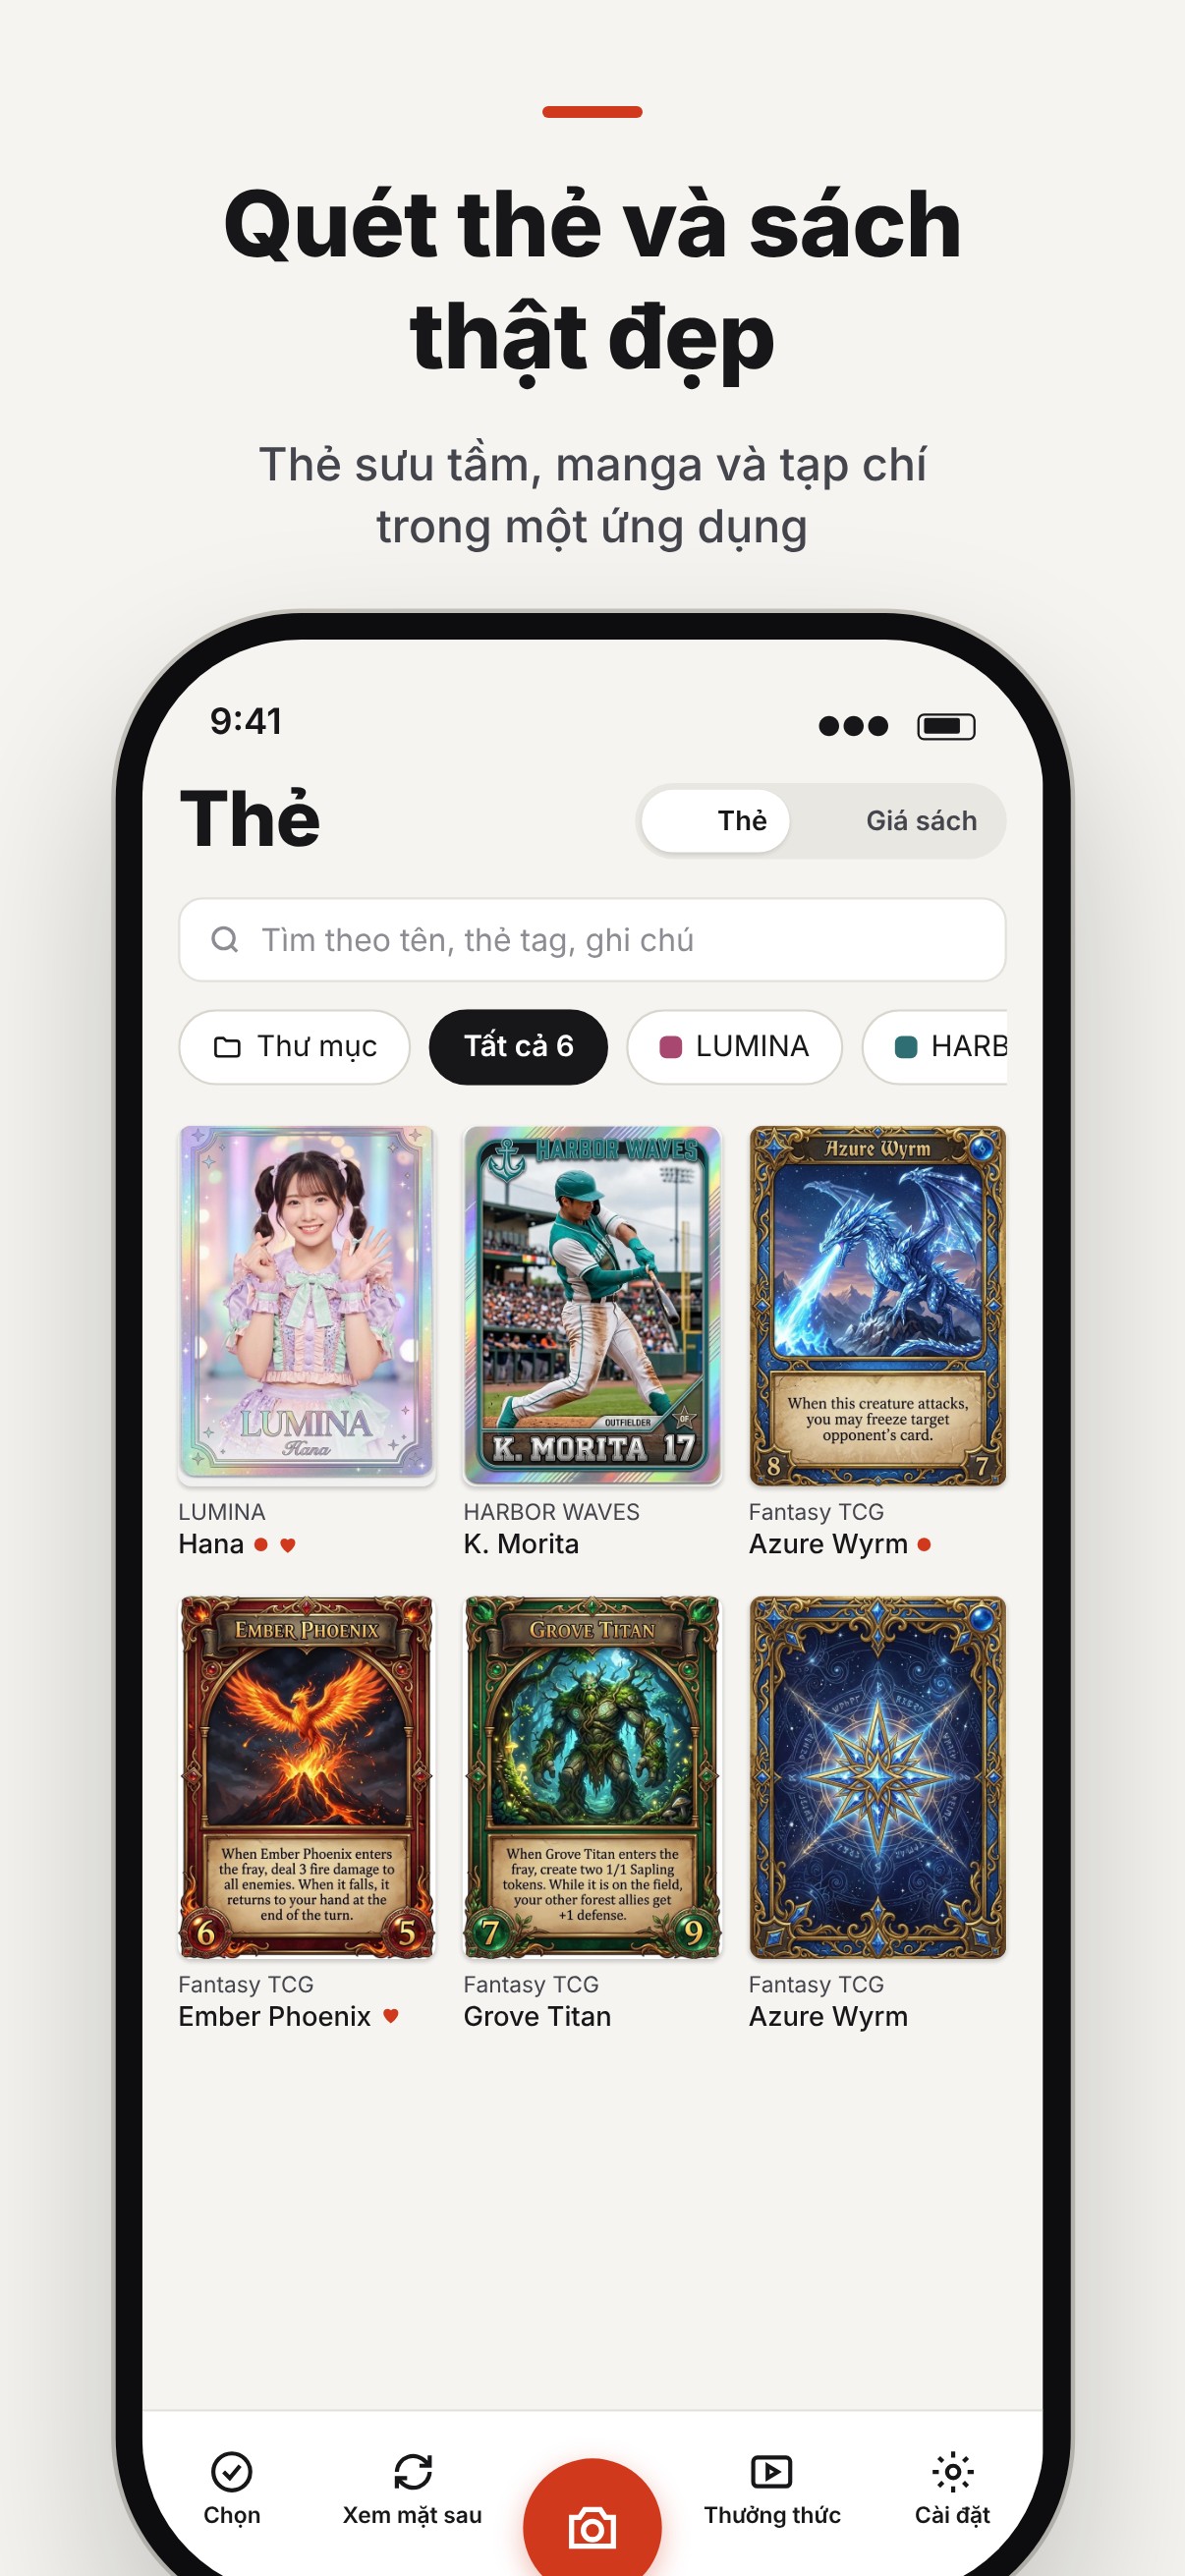 Quét thẻ và sách
thật đẹp
Thẻ sưu tầm, manga và tạp chí
trong một ứng dụng
9:41
Thẻ
Thẻ
Giá sách
Tìm theo tên, thẻ tag, ghi chú
Thư mục
Tất cả 6
LUMINA
HARB
LUMINA
Hana
HARBOR WAVES
OUTFIELDER
OF
K. MORITA 17
Azure Wyrm
When this creature attacks,
you may freeze target
opponent's card.
8
7
LUMINA
Hana
HARBOR WAVES
K. Morita
Fantasy TCG
Azure Wyrm
EMBER PHOENIX
When Ember Phoenix enters
the fray, deal 3 fire damage to
all enemies. When it falls, it
returns to your hand at the
end of the turn.
6
5
GROVE TITAN
When Grove Titan enters the
fray, create two 1/1 Sapling
tokens. While it is on the field,
your other forest allies get
+1 defense.
7
9
Fantasy TCG
Ember Phoenix
Fantasy TCG
Grove Titan
Fantasy TCG
Azure Wyrm
Chọn
Xem mặt sau
Thưởng thức
Cài đặt